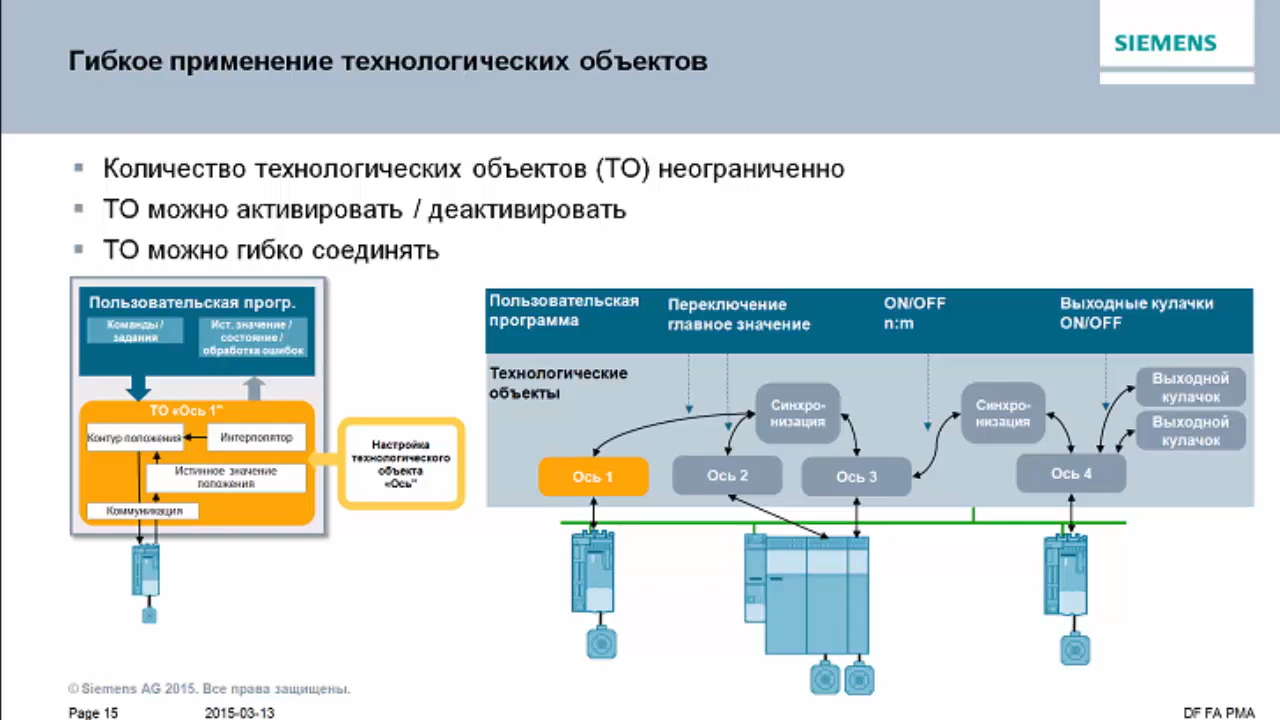 Гибкое применение технологических объектов
SIEMENS
Количество технологических объектов (ТО) неограниченно
ТО можно активировать / деактивировать
ТО можно гибко соединять
Пользовательская прогр.
Команды /
задания
Ист. значение /
состояние /
обработка ошибок
ТО «Ось 1"
Контур положения
Интерполятор
Истинное значение
положения
Коммуникация
Настройка
технологического
объекта
«Ось"
Пользовательская
программа
Переключение
главное значение
ON/OFF
n:m
Выходные кулачки
ON/OFF
Технологические
объекты
Синхро-
низация
Синхро-
низация
Выходной
кулачок
Выходной
кулачок
Ось 1
Ось 2
Ось 3
Ось 4
© Siemens AG 2015. Все права защищены.
Page 15
2015-03-13
DF FA PMA